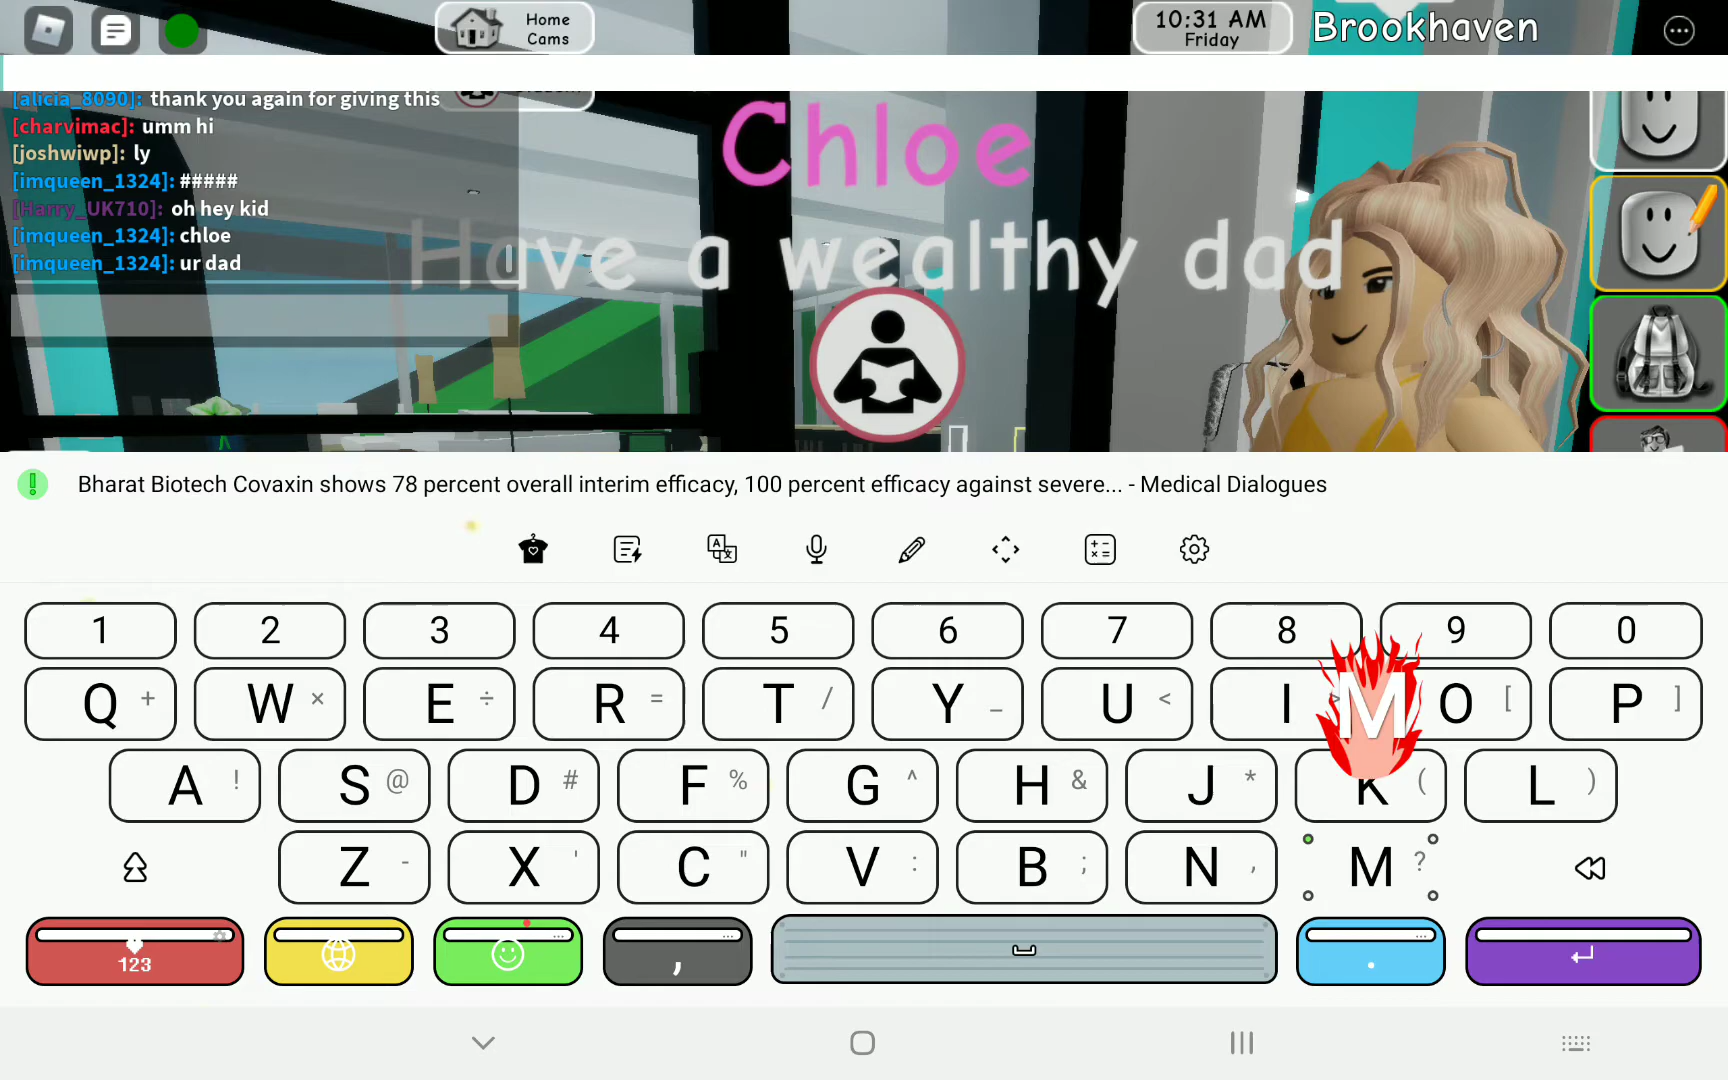 Home
Cams
10:31 AM
Friday
Brookhaven
[alicia_8090]: thank you again for giving this
[charvimac]: umm hi
[joshwiwp]: ly
[imqueen_1324]: #####
[Harry_UK710]: oh hey kid
[imqueen_1324]: chloe
[imqueen_1324]: ur dad
Chloe
Have a wealthy dad
Bharat Biotech Covaxin shows 78 percent overall interim efficacy, 100 percent efficacy against severe... - Medical Dialogues
1 2 3 4 5 6 7 8 9 0
Q + W × E ÷ R = T / Y _ U < I > M O [ P ]
A ! S @ D # F % G ^ H & J * K ( L )
Z - X ' C " V : B ; N , M ?
123 , .